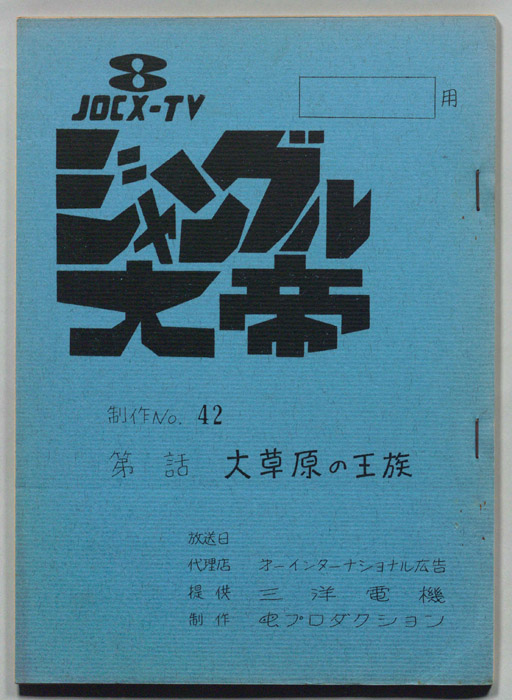 8
JOCX-TV
用
ジャングル
大帝
制作No. 42
第 話 大草原の王族
放送日
代理店 オーインターナショナル広告
提供 三洋電機
制作 虫プロダクション